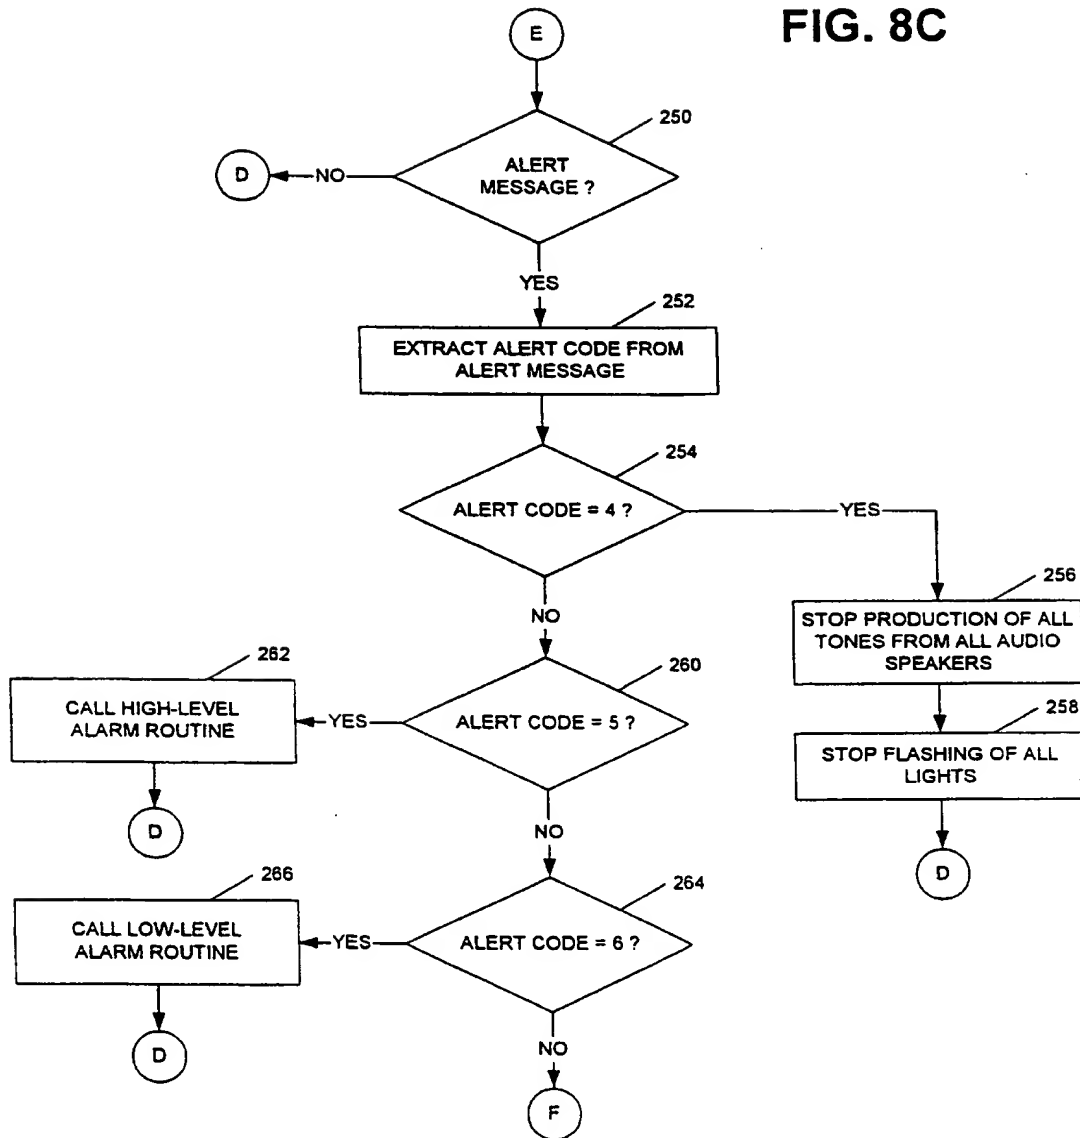 FIG. 8C
E
250
ALERT
MESSAGE ?
NO
D
YES
252
EXTRACT ALERT CODE FROM
ALERT MESSAGE
254
ALERT CODE = 4 ?
YES
256
STOP PRODUCTION OF ALL
TONES FROM ALL AUDIO
SPEAKERS
258
STOP FLASHING OF ALL
LIGHTS
D
NO
260
ALERT CODE = 5 ?
YES
262
CALL HIGH-LEVEL
ALARM ROUTINE
D
NO
264
ALERT CODE = 6 ?
YES
266
CALL LOW-LEVEL
ALARM ROUTINE
D
NO
F